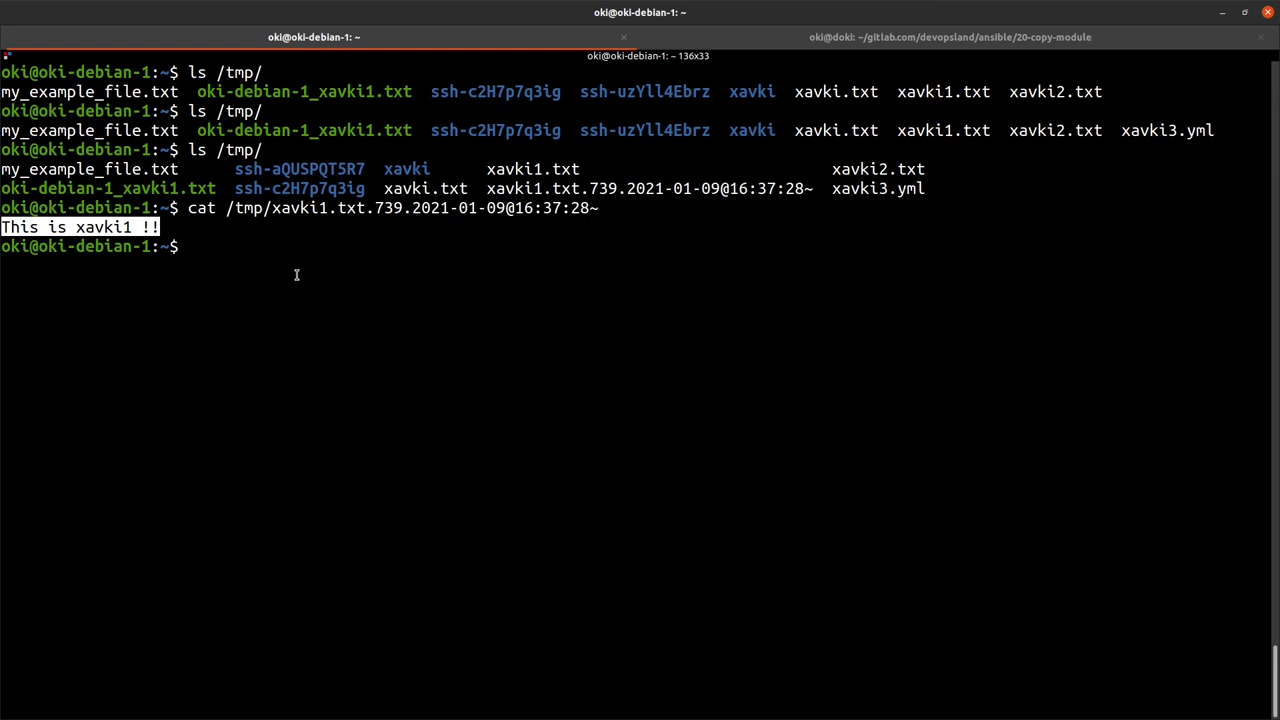 oki@oki-debian-1: ~
oki@oki-debian-1: ~ oki@doki: ~/gitlab.com/devopsland/ansible/20-copy-module
oki@oki-debian-1: ~ 136x33
oki@oki-debian-1:~$ ls /tmp/
my_example_file.txt oki-debian-1_xavki1.txt ssh-c2H7p7q3ig ssh-uzYll4Ebrz xavki xavki.txt xavki1.txt xavki2.txt
oki@oki-debian-1:~$ ls /tmp/
my_example_file.txt oki-debian-1_xavki1.txt ssh-c2H7p7q3ig ssh-uzYll4Ebrz xavki xavki.txt xavki1.txt xavki2.txt xavki3.yml
oki@oki-debian-1:~$ ls /tmp/
my_example_file.txt ssh-aQUSPQT5R7 xavki xavki1.txt xavki2.txt
oki-debian-1_xavki1.txt ssh-c2H7p7q3ig xavki.txt xavki1.txt.739.2021-01-09@16:37:28~ xavki3.yml
oki@oki-debian-1:~$ cat /tmp/xavki1.txt.739.2021-01-09@16:37:28~
This is xavki1 !!
oki@oki-debian-1:~$